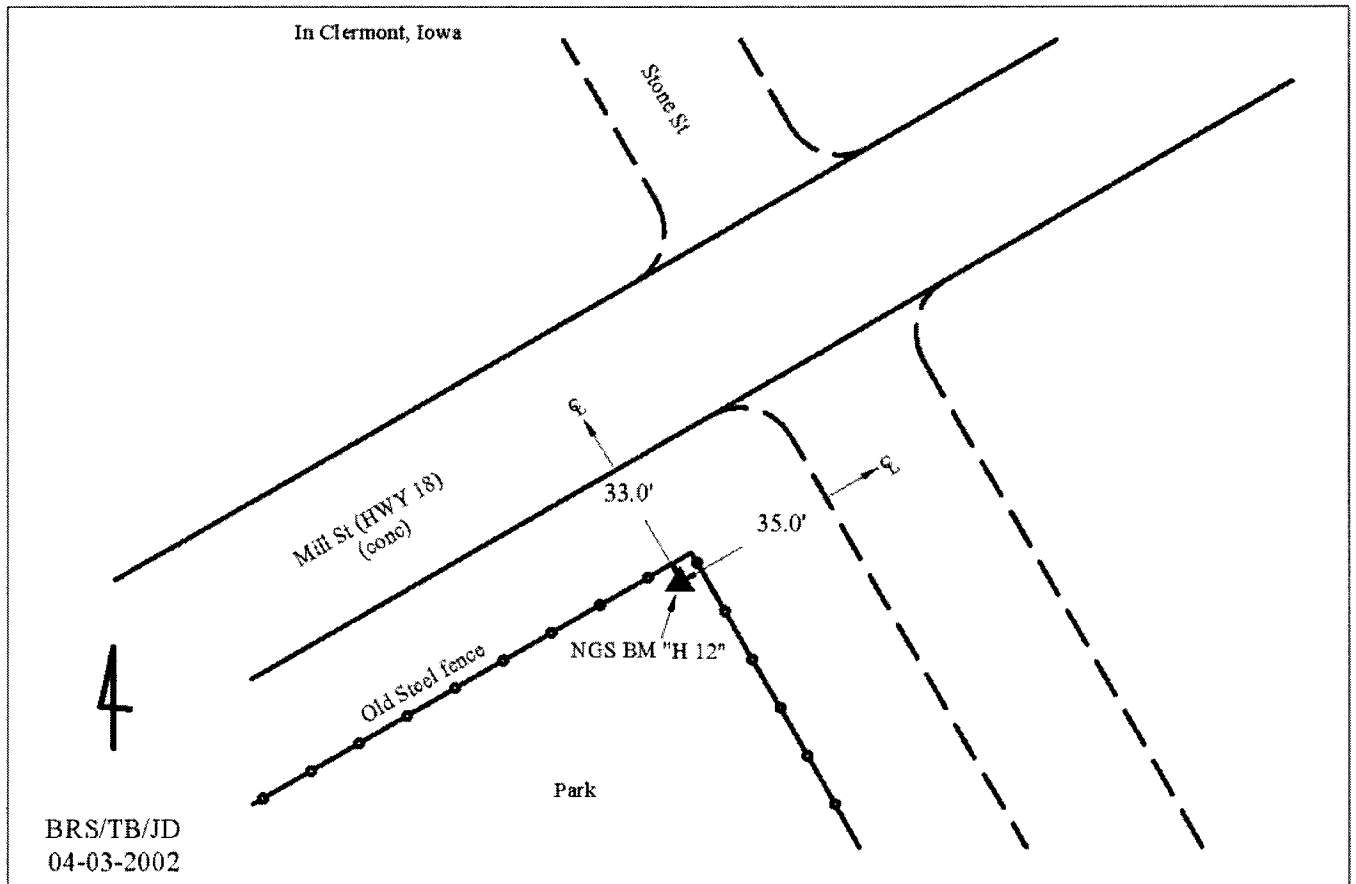 In Clermont, Iowa
Stone St
℄
℄
33.0'
35.0'
Mill St (HWY 18)
(conc)
NGS BM "H 12"
Old Steel fence
Park
BRS/TB/JD
04-03-2002